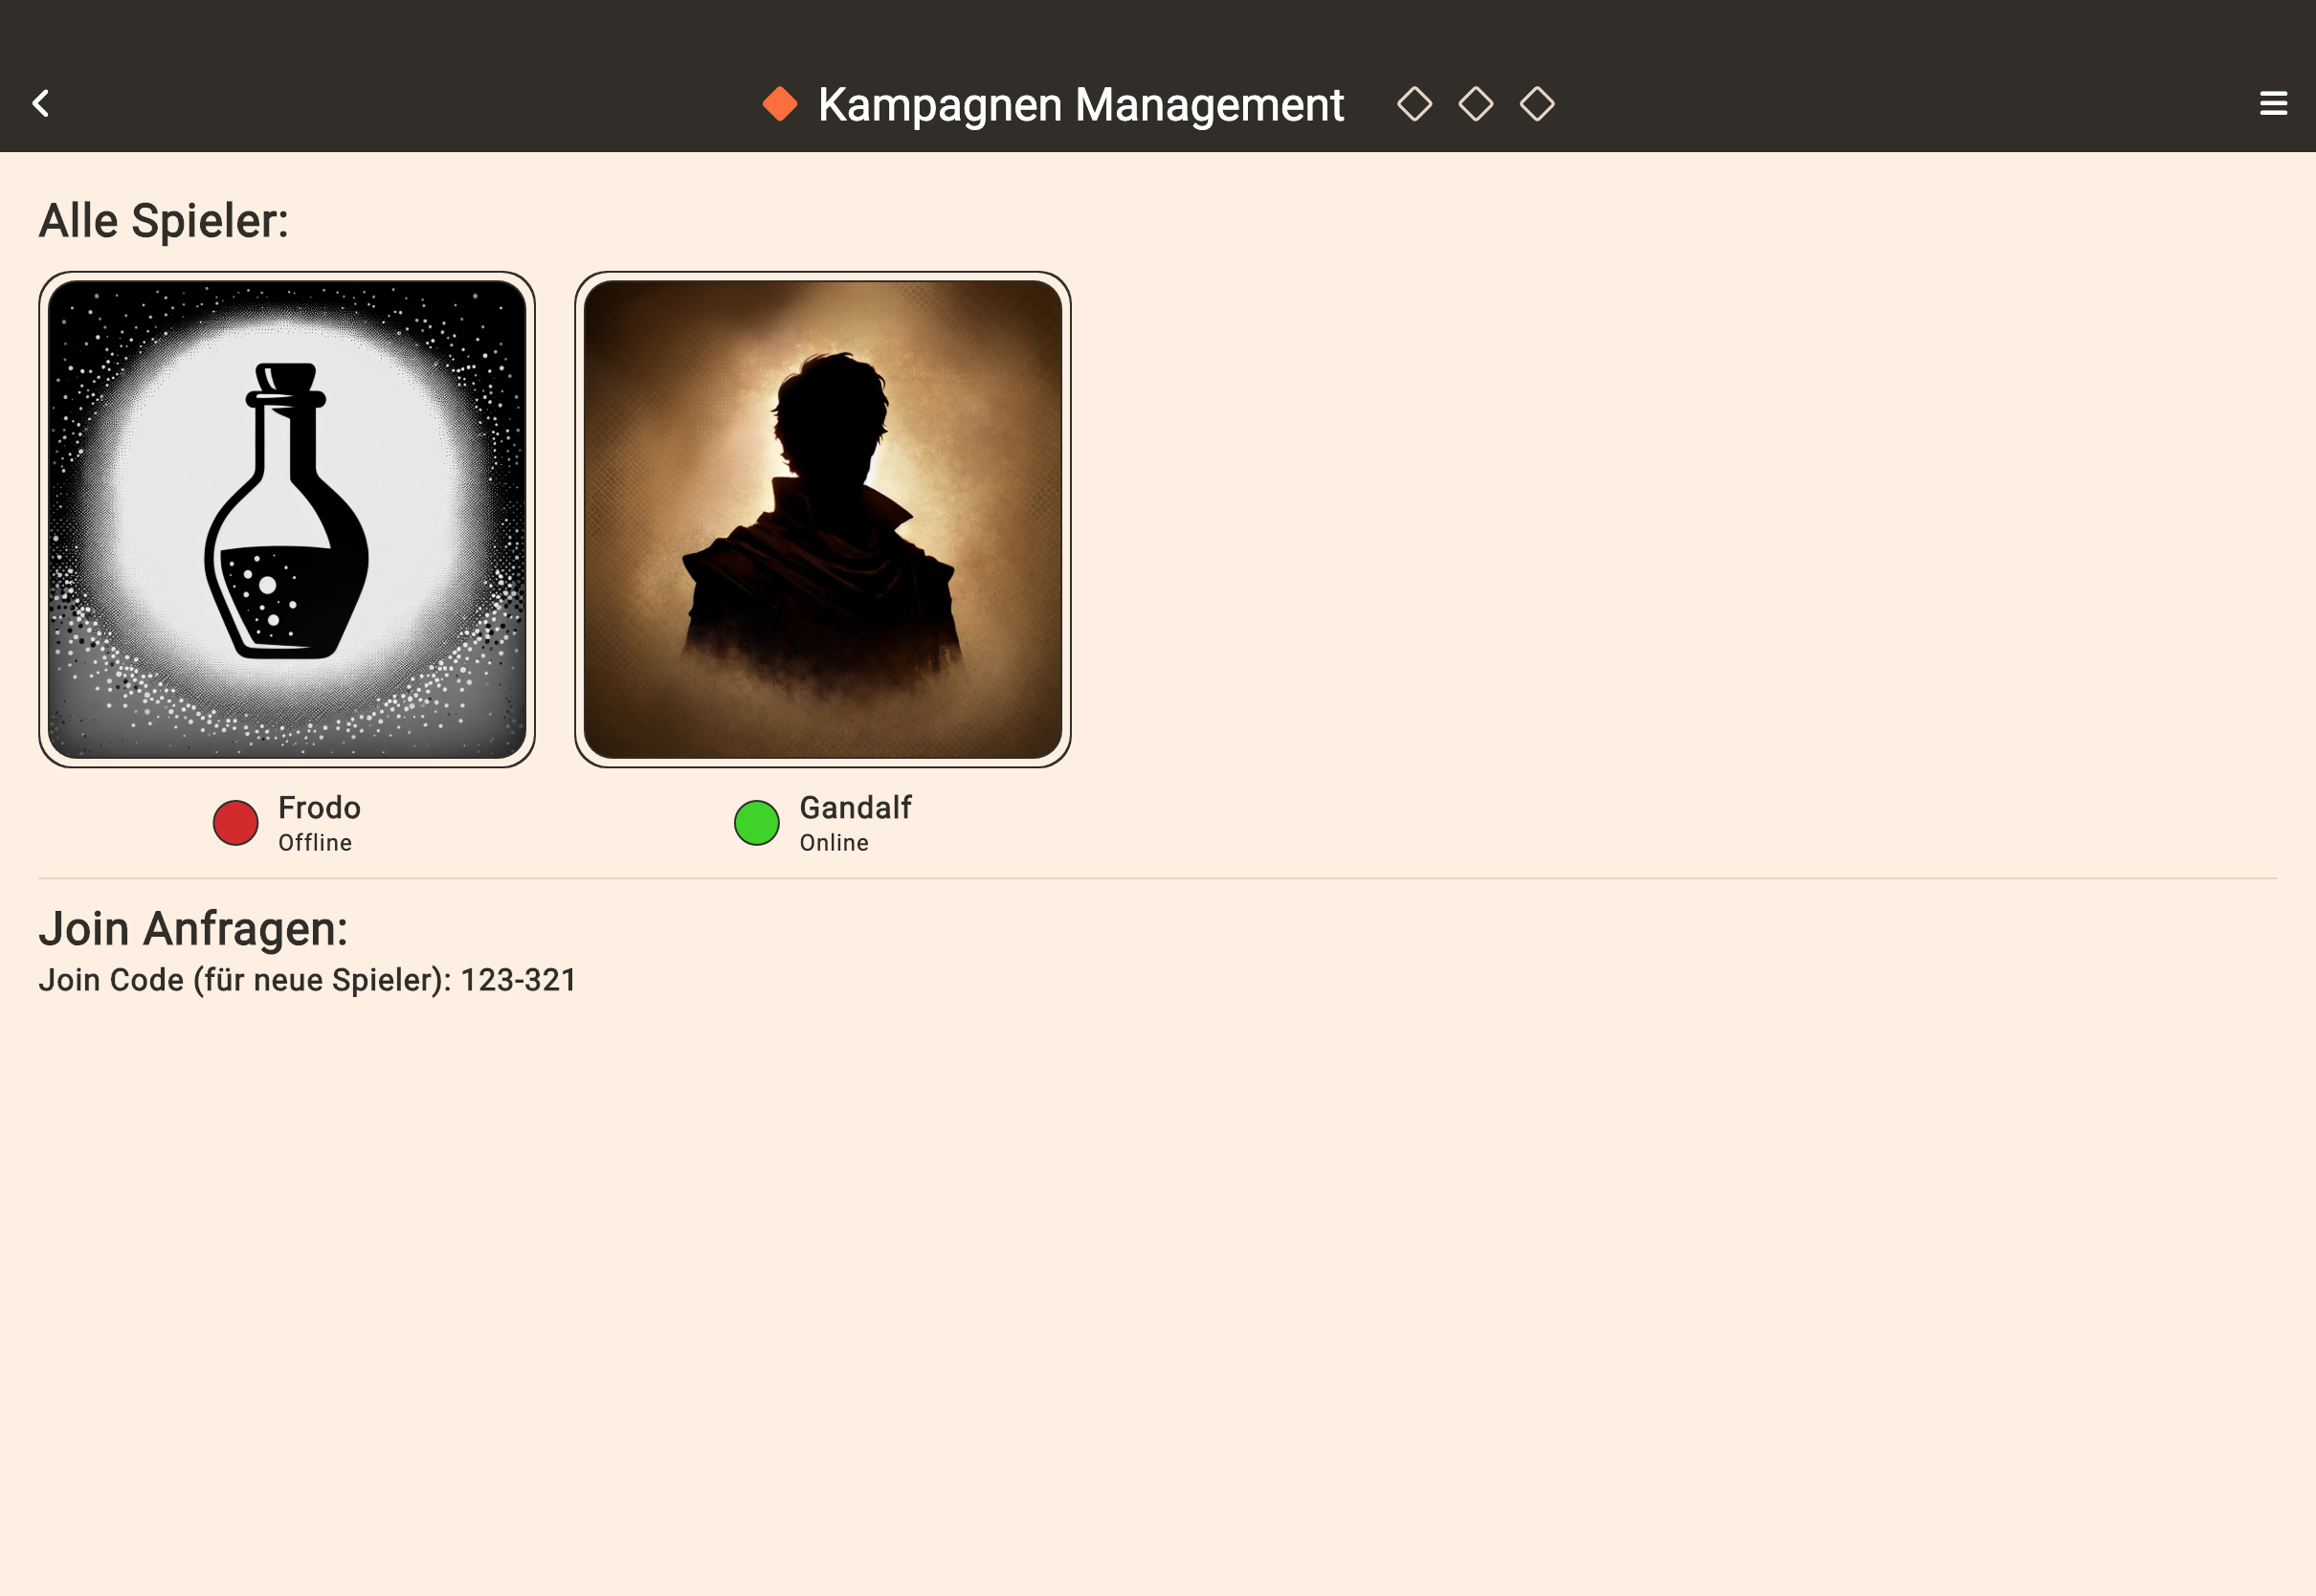 Kampagnen Management
Alle Spieler:
Frodo
Offline
Gandalf
Online
Join Anfragen:
Join Code (für neue Spieler): 123-321